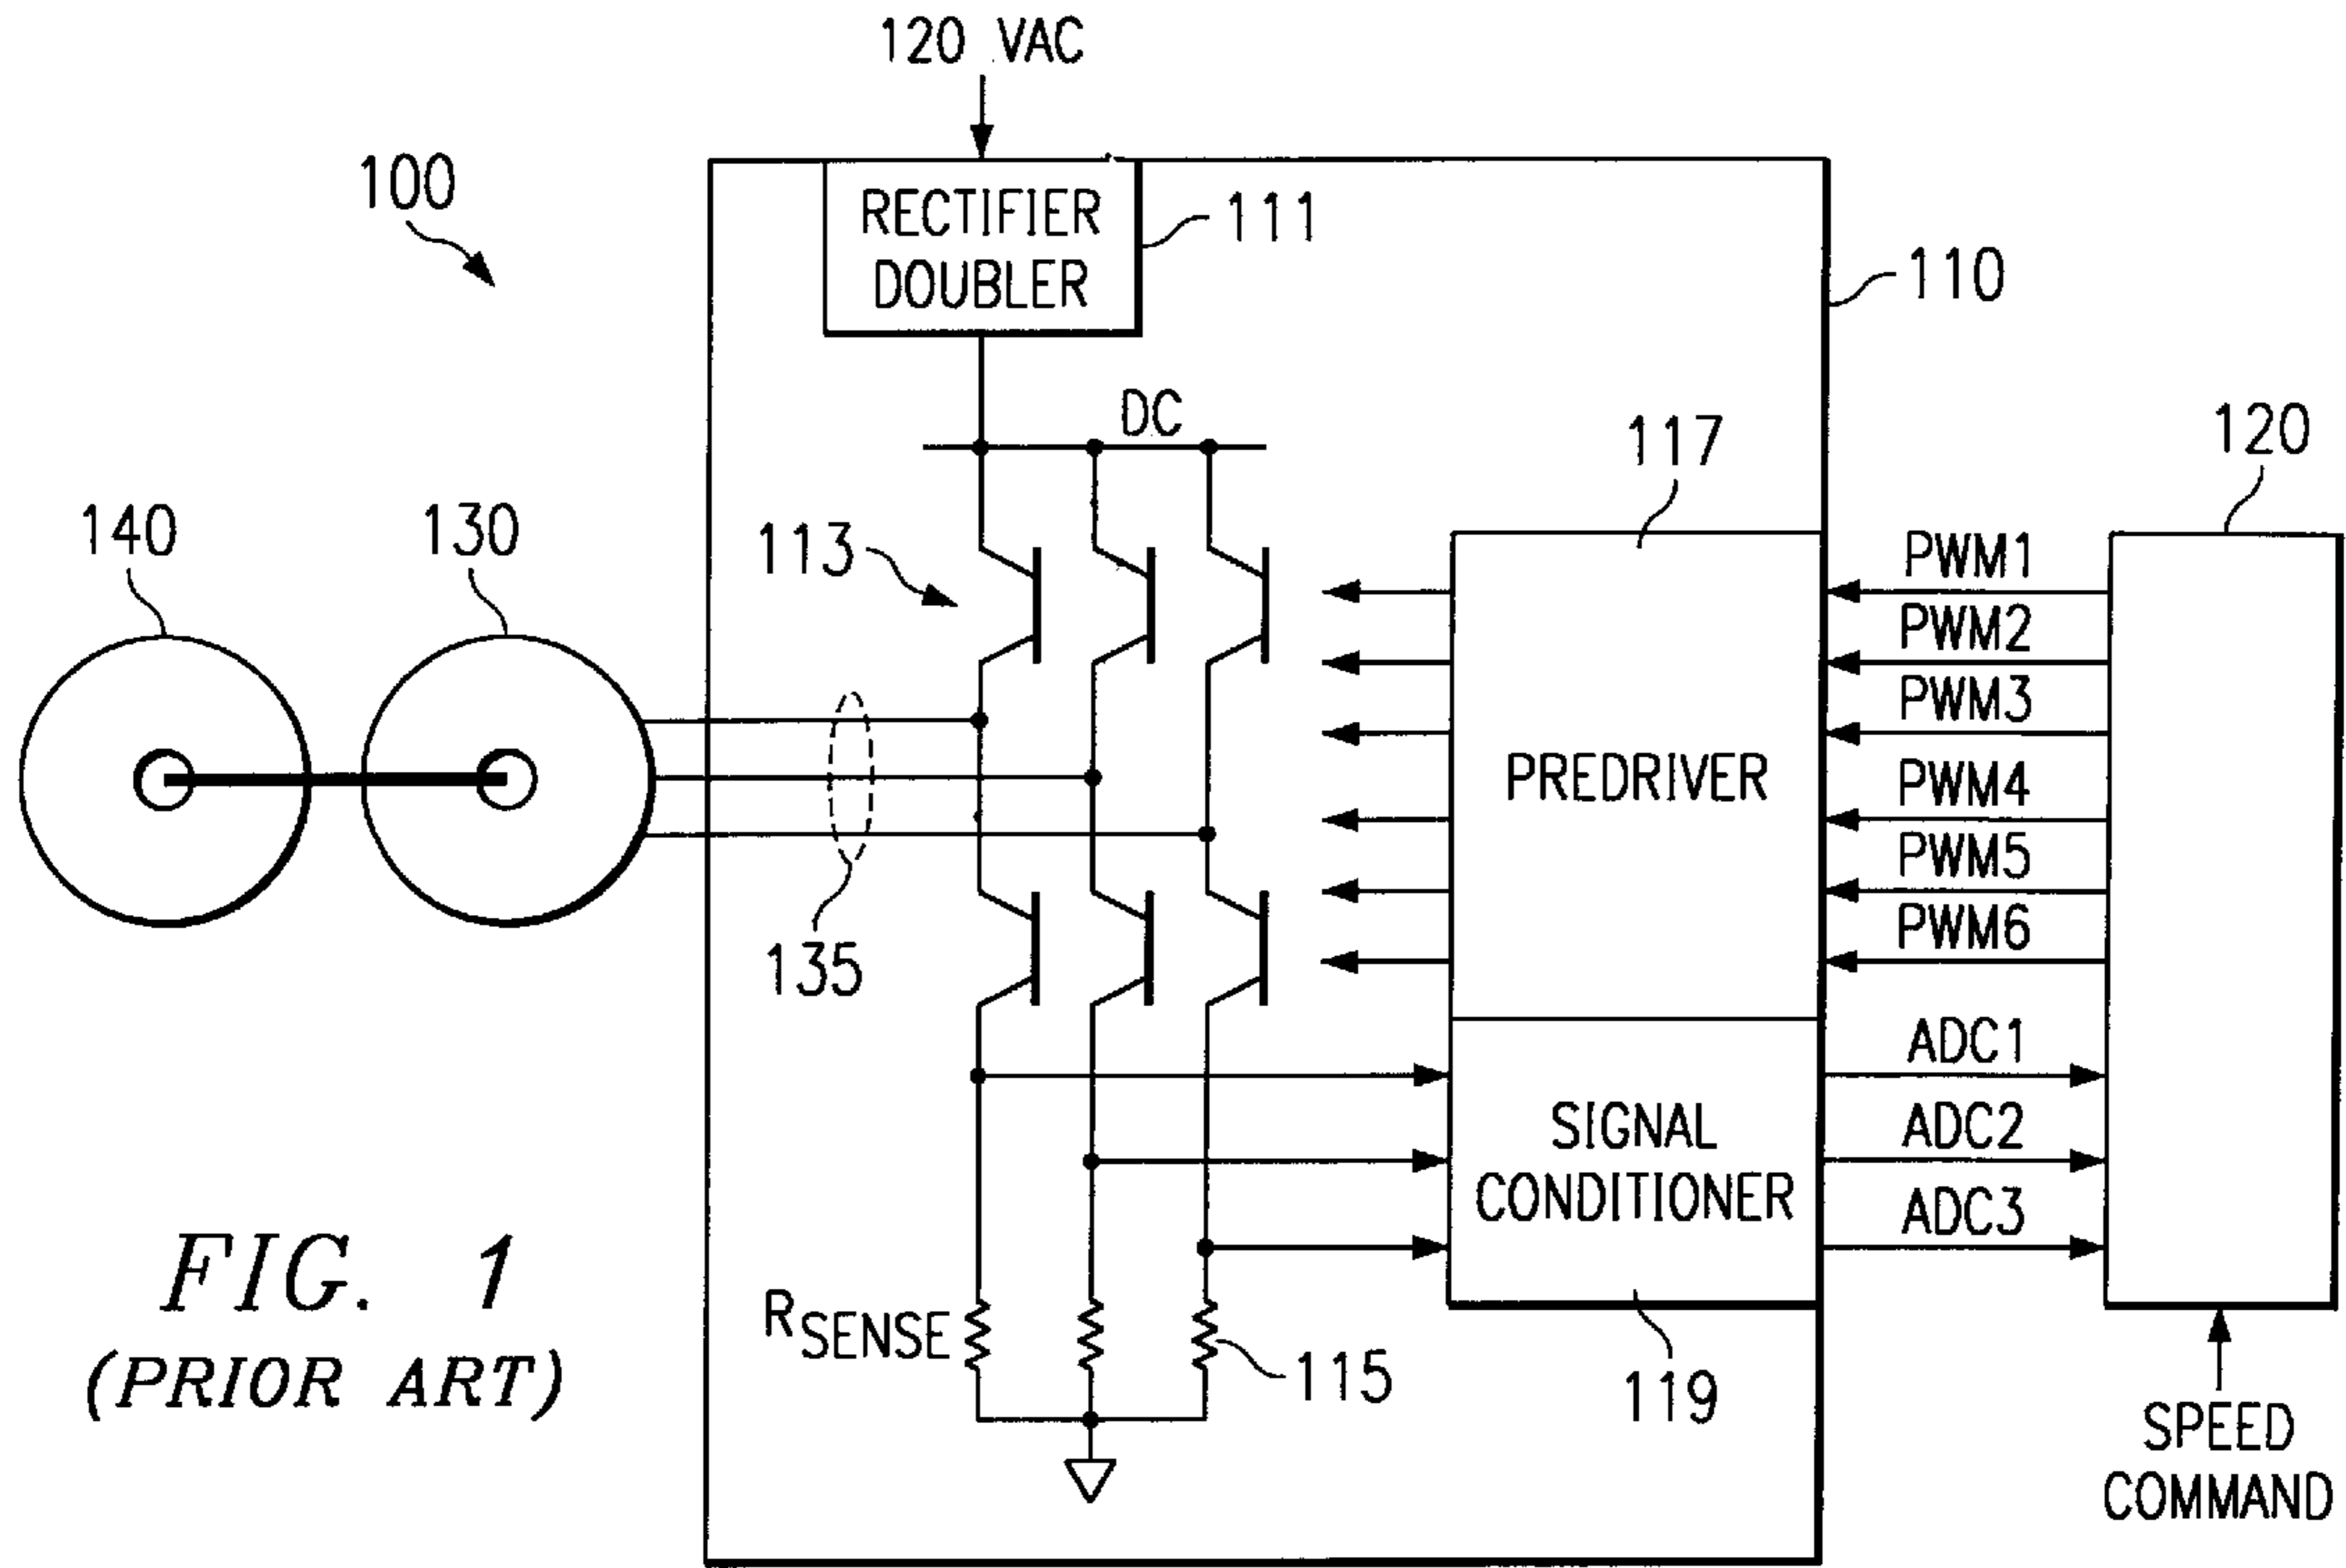 120 VAC
100
RECTIFIER
DOUBLER
111
110
DC
117
120
140
130
113
PWM1
PWM2
PWM3
PREDRIVER
PWM4
PWM5
PWM6
135
ADC1
SIGNAL
CONDITIONER
ADC2
ADC3
FIG. 1
(PRIOR ART)
RSENSE
115
119
SPEED
COMMAND